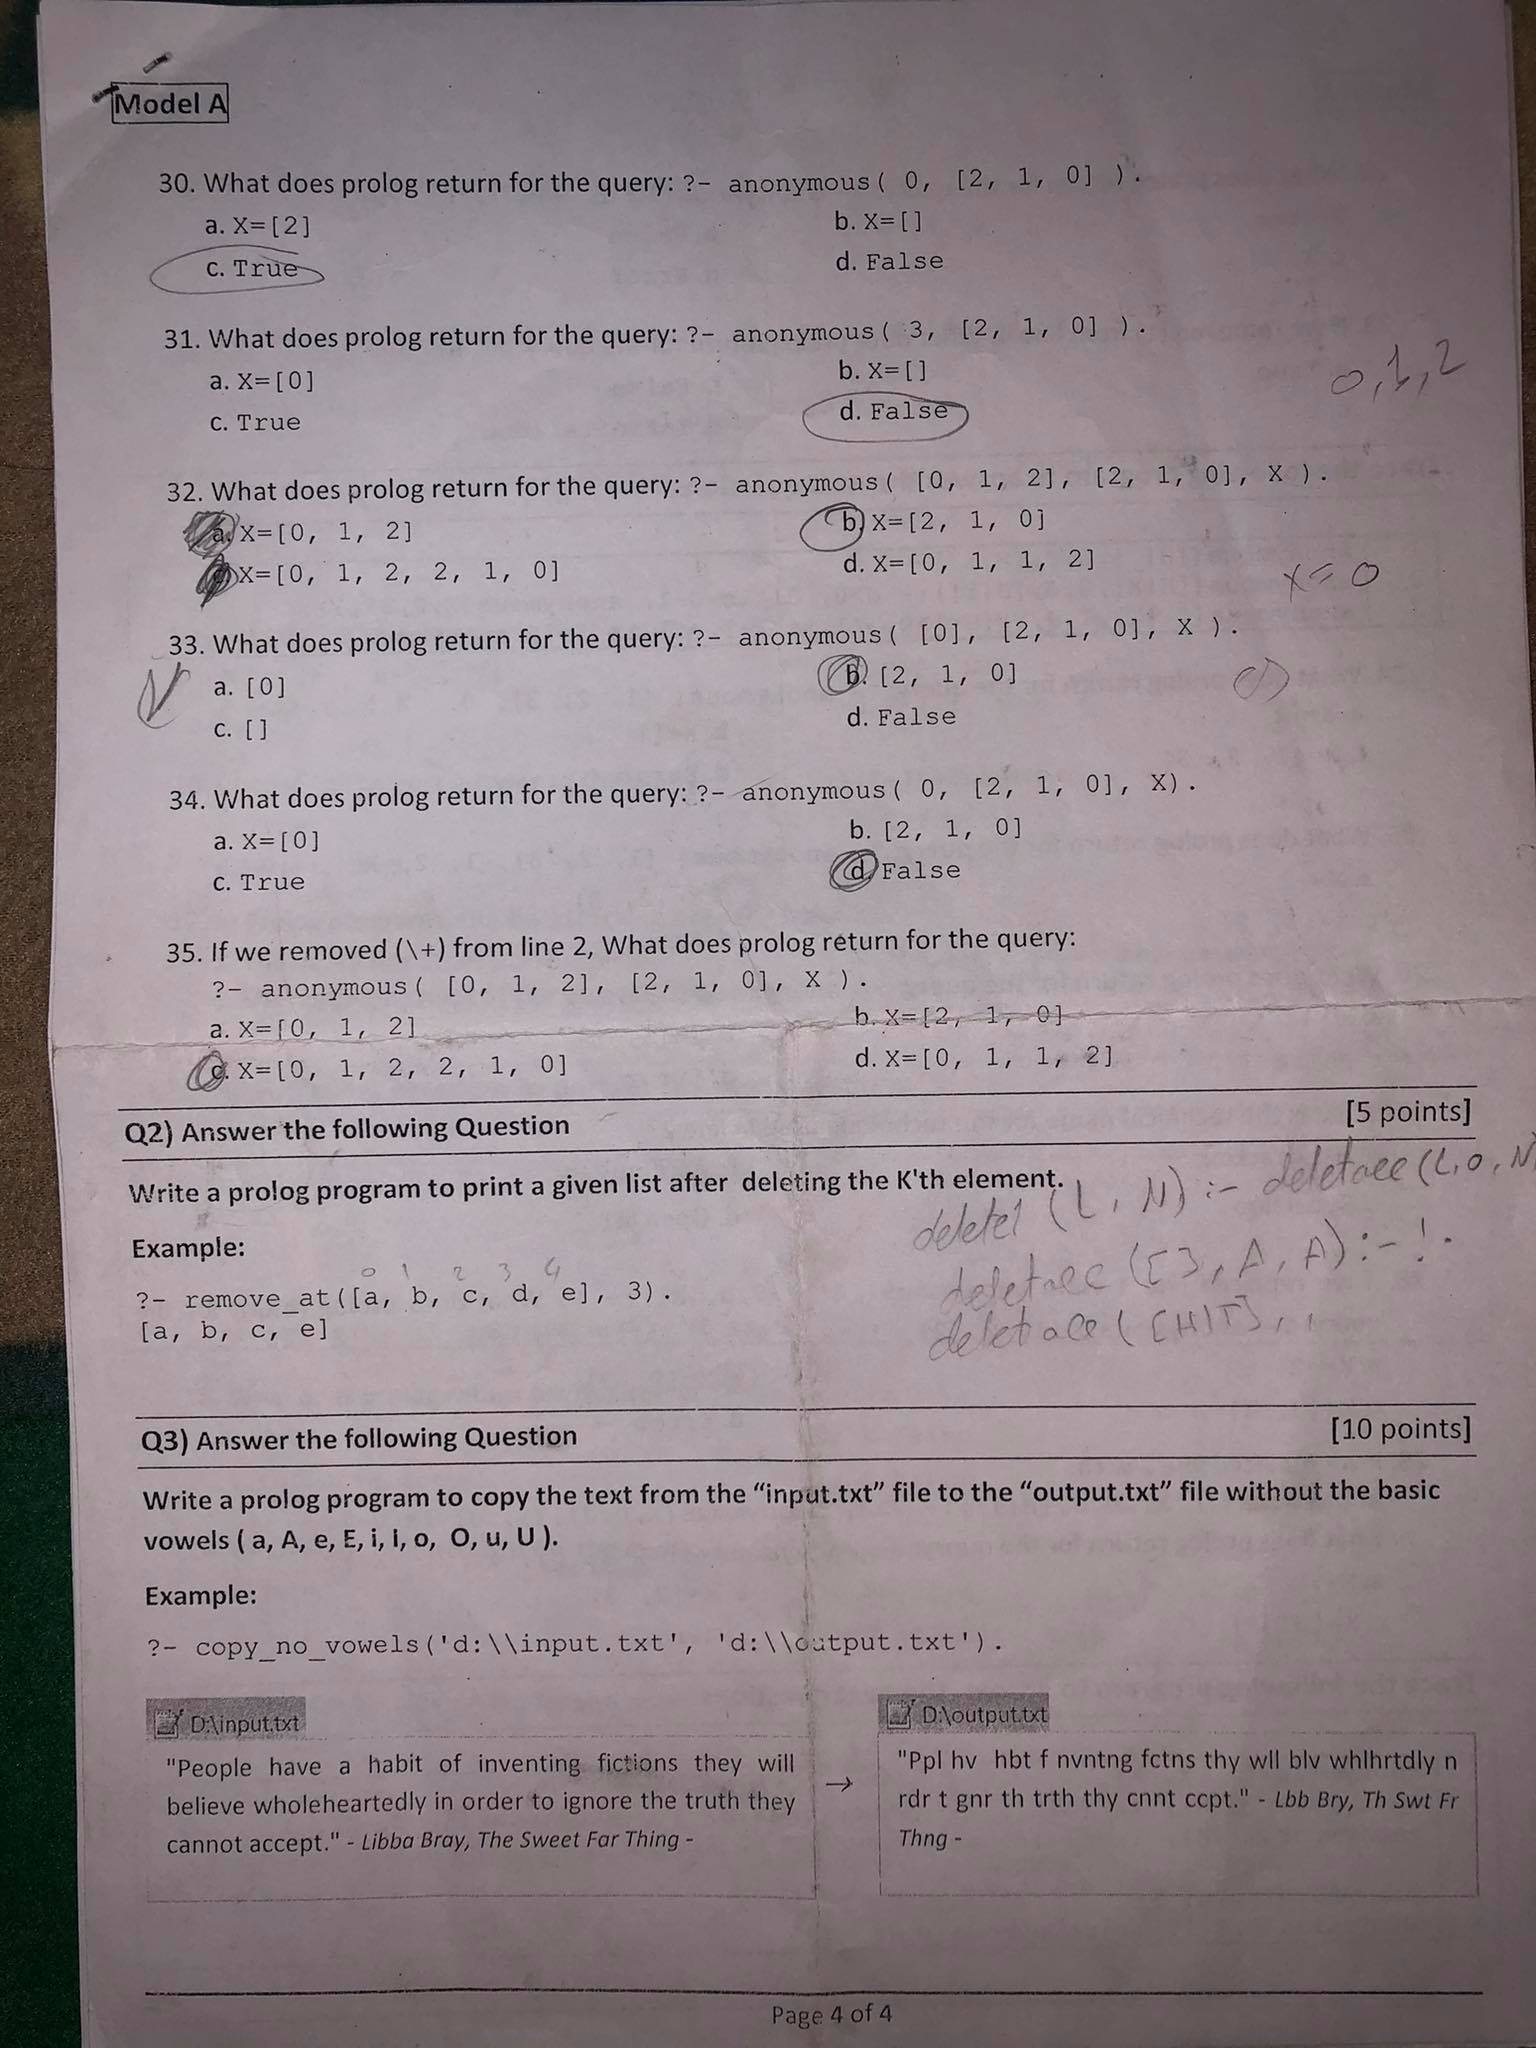 Model A
30. What does prolog return for the query: ?- anonymous( 0, [2, 1, 0] ).
a. X=[2]
b. X=[]
c. True
d. False
31. What does prolog return for the query: ?- anonymous( 3, [2, 1, 0] ).
a. X=[0]
b. X=[]
c. True
d. False
0,1,2
32. What does prolog return for the query: ?- anonymous( [0, 1, 2], [2, 1, 0], X ).
a. X=[0, 1, 2]
b. X=[2, 1, 0]
c. X=[0, 1, 2, 2, 1, 0]
d. X=[0, 1, 1, 2]
X = 0
33. What does prolog return for the query: ?- anonymous( [0], [2, 1, 0], X ).
a. [0]
b. [2, 1, 0]
c. []
d. False
34. What does prolog return for the query: ?- anonymous( 0, [2, 1, 0], X).
a. X=[0]
b. [2, 1, 0]
c. True
d. False
35. If we removed (\+) from line 2, What does prolog return for the query:
?- anonymous( [0, 1, 2], [2, 1, 0], X ).
a. X=[0, 1, 2]
b. X=[2, 1, 0]
c. X=[0, 1, 2, 2, 1, 0]
d. X=[0, 1, 1, 2]
Q2) Answer the following Question [5 points]
Write a prolog program to print a given list after deleting the K'th element.
delete1 (L, N) :- deletacc (L, 0, N
deletacc ([], A, A) :- !.
deletacc ( [H|T], ,
Example:
0 1 2 3 4
?- remove_at([a, b, c, d, e], 3).
[a, b, c, e]
Q3) Answer the following Question [10 points]
Write a prolog program to copy the text from the “input.txt” file to the “output.txt” file without the basic
vowels ( a, A, e, E, i, I, o, O, u, U ).
Example:
?- copy_no_vowels('d:\\input.txt', 'd:\\output.txt').
D:\input.txt
"People have a habit of inventing fictions they will
believe wholeheartedly in order to ignore the truth they
cannot accept." - Libba Bray, The Sweet Far Thing -
→
D:\output.txt
"Ppl hv hbt f nvntng fctns thy wll blv whlhrtdly n
rdr t gnr th trth thy cnnt ccpt." - Lbb Bry, Th Swt Fr
Thng -
Page 4 of 4